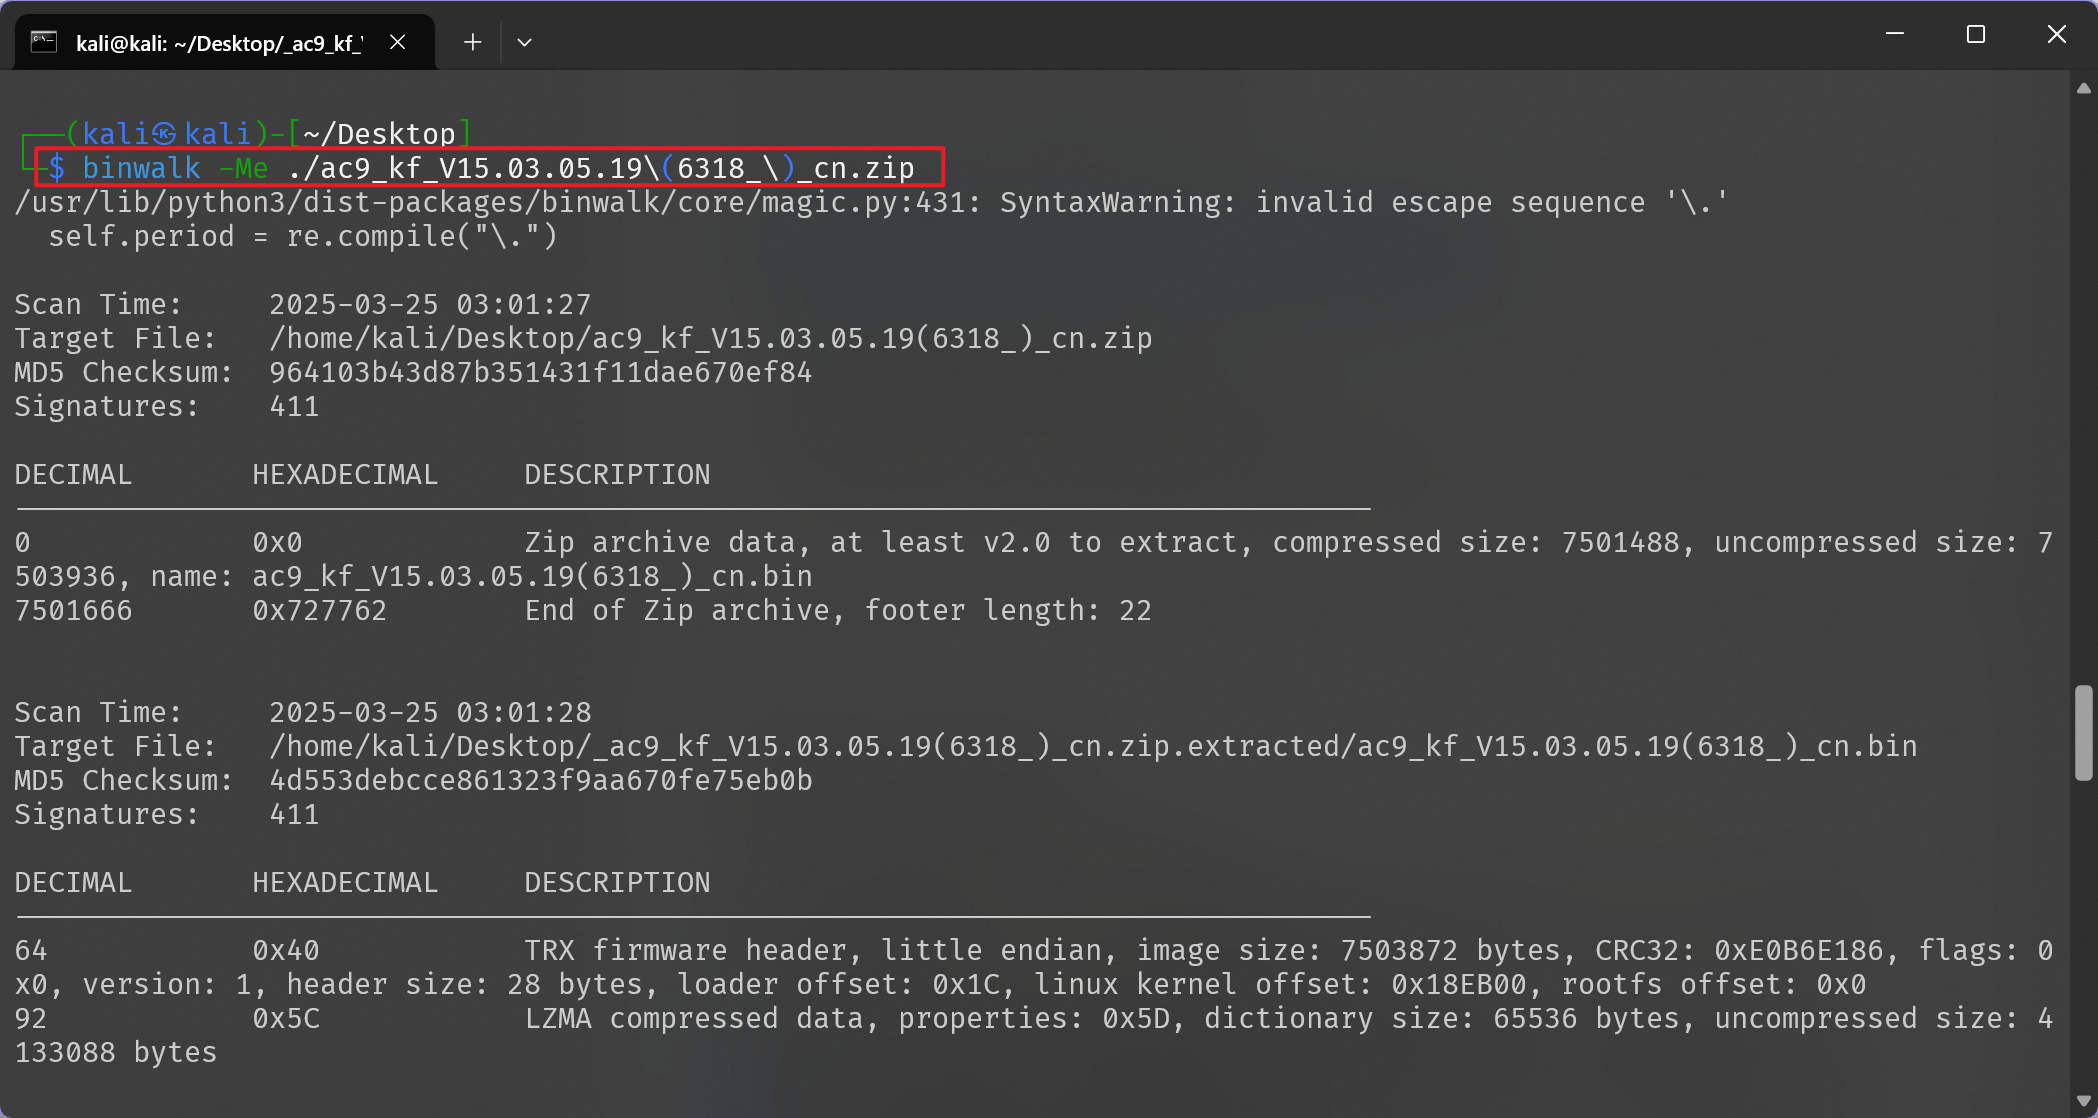 kali@kali: ~/Desktop/_ac9_kf_
(kali㉿kali)-[~/Desktop]
$ binwalk -Me ./ac9_kf_V15.03.05.19\(6318_\)_cn.zip
/usr/lib/python3/dist-packages/binwalk/core/magic.py:431: SyntaxWarning: invalid escape sequence '\.'
self.period = re.compile("\.")
Scan Time: 2025-03-25 03:01:27
Target File: /home/kali/Desktop/ac9_kf_V15.03.05.19(6318_)_cn.zip
MD5 Checksum: 964103b43d87b351431f11dae670ef84
Signatures: 411
DECIMAL HEXADECIMAL DESCRIPTION
0 0x0 Zip archive data, at least v2.0 to extract, compressed size: 7501488, uncompressed size: 7
503936, name: ac9_kf_V15.03.05.19(6318_)_cn.bin
7501666 0x727762 End of Zip archive, footer length: 22
Scan Time: 2025-03-25 03:01:28
Target File: /home/kali/Desktop/_ac9_kf_V15.03.05.19(6318_)_cn.zip.extracted/ac9_kf_V15.03.05.19(6318_)_cn.bin
MD5 Checksum: 4d553debcce861323f9aa670fe75eb0b
Signatures: 411
DECIMAL HEXADECIMAL DESCRIPTION
64 0x40 TRX firmware header, little endian, image size: 7503872 bytes, CRC32: 0xE0B6E186, flags: 0
x0, version: 1, header size: 28 bytes, loader offset: 0x1C, linux kernel offset: 0x18EB00, rootfs offset: 0x0
92 0x5C LZMA compressed data, properties: 0x5D, dictionary size: 65536 bytes, uncompressed size: 4
133088 bytes